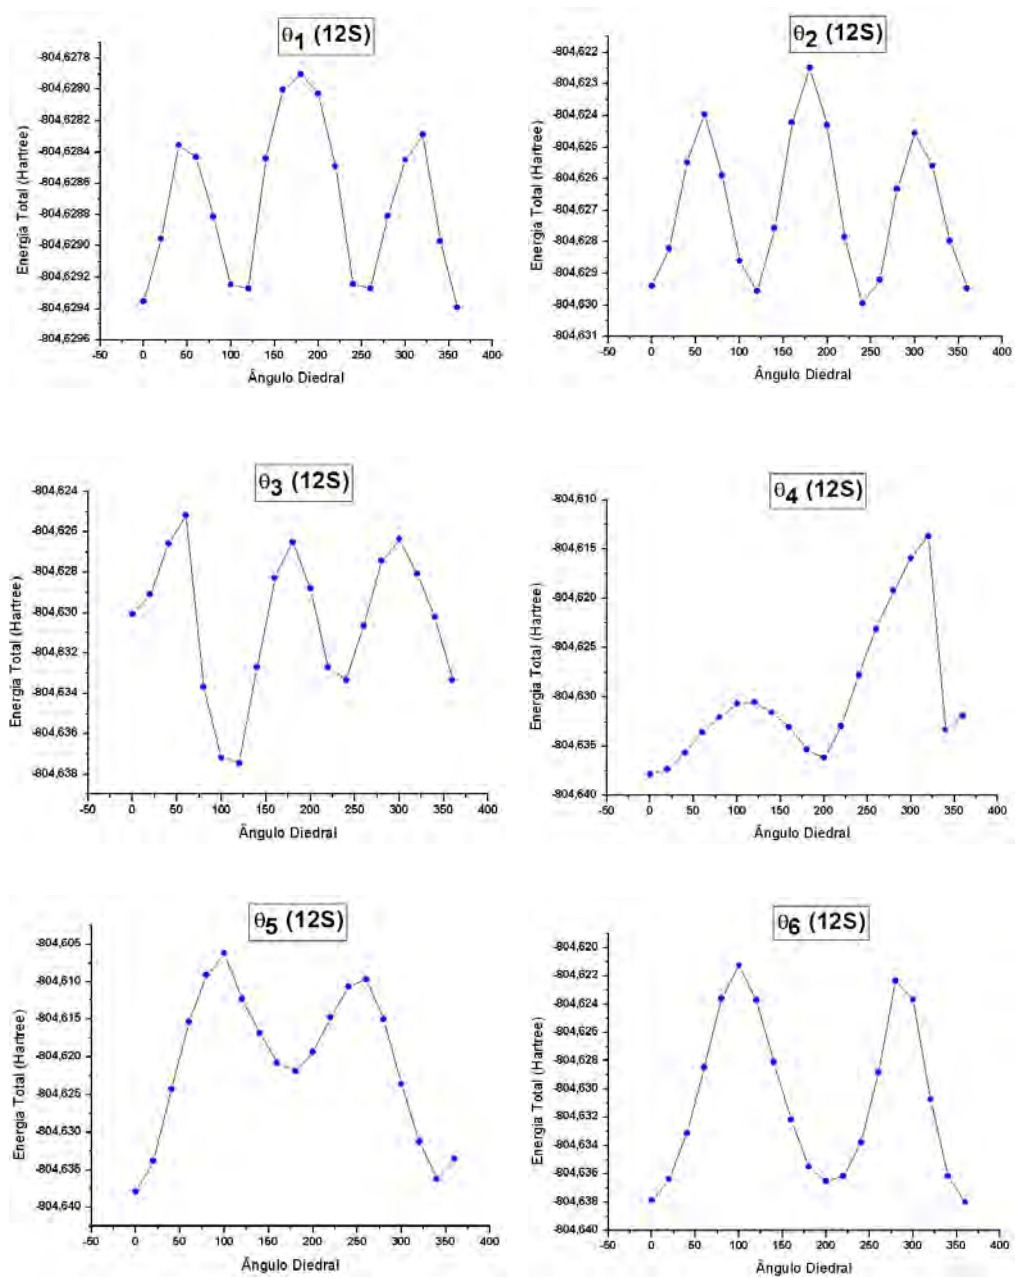 θ1 (12S)
Energia Total (Hartree)
-804,6278
-804,6280
-804,6282
-804,6284
-804,6286
-804,6288
-804,6290
-804,6292
-804,6294
-804,6296
-50 0 50 100 150 200 250 300 350 400
Ângulo Diedral
θ2 (12S)
Energia Total (Hartree)
-804,622
-804,623
-804,624
-804,625
-804,626
-804,627
-804,628
-804,629
-804,630
-804,631
-50 0 50 100 150 200 250 300 350 400
Ângulo Diedral
θ3 (12S)
Energia Total (Hartree)
-804,624
-804,626
-804,628
-804,630
-804,632
-804,634
-804,636
-804,638
-50 0 50 100 150 200 250 300 350 400
Ângulo Diedral
θ4 (12S)
Energia Total (Hartree)
-804,610
-804,615
-804,620
-804,625
-804,630
-804,635
-804,640
-50 0 50 100 150 200 250 300 350 400
Ângulo Diedral
θ5 (12S)
Energia Total (Hartree)
-804,605
-804,610
-804,615
-804,620
-804,625
-804,630
-804,635
-804,640
-50 0 50 100 150 200 250 300 350 400
Ângulo Diedral
θ6 (12S)
Energia Total (Hartree)
-804,620
-804,622
-804,624
-804,626
-804,628
-804,630
-804,632
-804,634
-804,636
-804,638
-804,640
-50 0 50 100 150 200 250 300 350 400
Ângulo Diedral